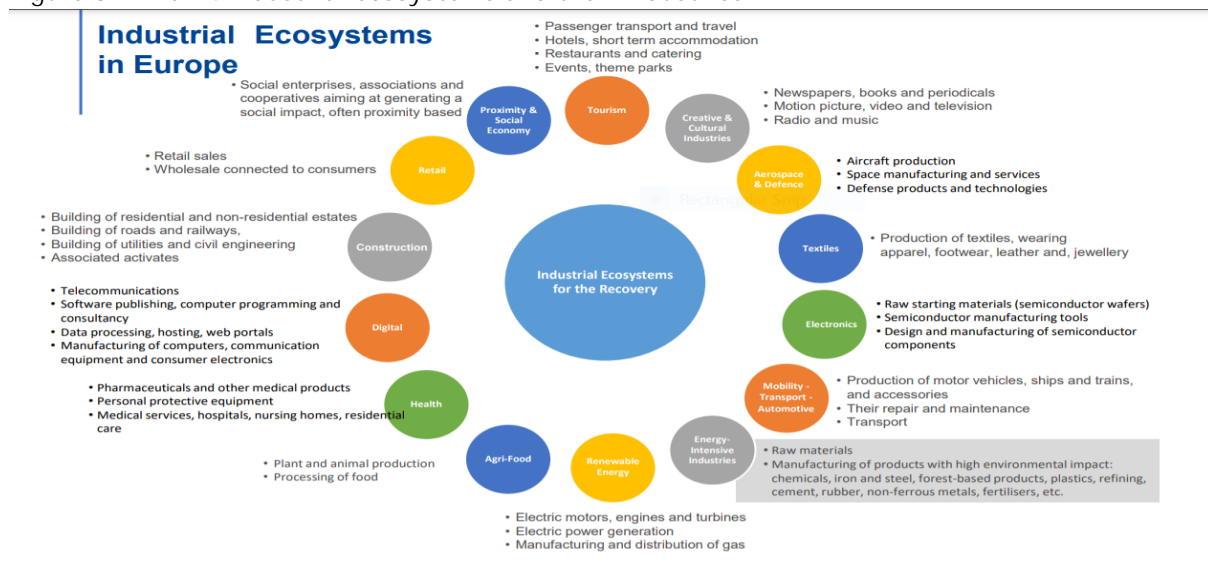 Industrial Ecosystems
in Europe
• Passenger transport and travel
• Hotels, short term accommodation
• Restaurants and catering
• Events, theme parks
• Social enterprises, associations and
cooperatives aiming at generating a
social impact, often proximity based
Proximity &
Social
Economy
Tourism
Creative &
Cultural
Industries
• Newspapers, books and periodicals
• Motion picture, video and television
• Radio and music
• Retail sales
• Wholesale connected to consumers
Retail
Aerospace
& Defence
• Aircraft production
• Space manufacturing and services
• Defense products and technologies
• Building of residential and non-residential estates
• Building of roads and railways,
• Building of utilities and civil engineering
• Associated activates
Construction
Industrial Ecosystems
for the Recovery
Textiles
• Production of textiles, wearing
apparel, footwear, leather and, jewellery
• Telecommunications
• Software publishing, computer programming and
consultancy
• Data processing, hosting, web portals
• Manufacturing of computers, communication
equipment and consumer electronics
Digital
Electronics
• Raw starting materials (semiconductor wafers)
• Semiconductor manufacturing tools
• Design and manufacturing of semiconductor
components
• Pharmaceuticals and other medical products
• Personal protective equipment
• Medical services, hospitals, nursing homes, residential
care
Health
Mobility -
Transport -
Automotive
• Production of motor vehicles, ships and trains,
and accessories
• Their repair and maintenance
• Transport
• Plant and animal production
• Processing of food
Agri-Food
Renewable
Energy
Energy-
Intensive
Industries
• Raw materials
• Manufacturing of products with high environmental impact:
chemicals, iron and steel, forest-based products, plastics, refining,
cement, rubber, non-ferrous metals, fertilisers, etc.
• Electric motors, engines and turbines
• Electric power generation
• Manufacturing and distribution of gas